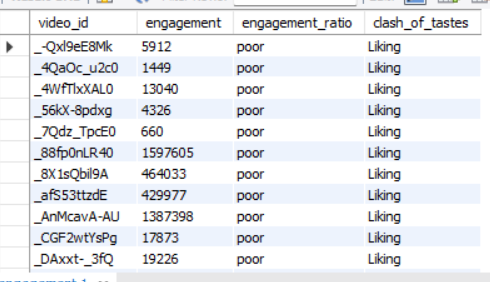 video_id engagement engagement_ratio clash_of_tastes
_-Qxl9eE8Mk 5912 poor Liking
_4QaOc_u2c0 1449 poor Liking
_4WfTlxXAL0 13040 poor Liking
_56kX-8pdxg 4326 poor Liking
_7Qdz_TpcE0 660 poor Liking
_88fp0nLR40 1597605 poor Liking
_8X1sQbil9A 464033 poor Liking
_afS53ttzdE 429977 poor Liking
_AnMcavA-AU 1387398 poor Liking
_CGF2wtYsPg 17873 poor Liking
_DAxxt-_3fQ 19226 poor Liking